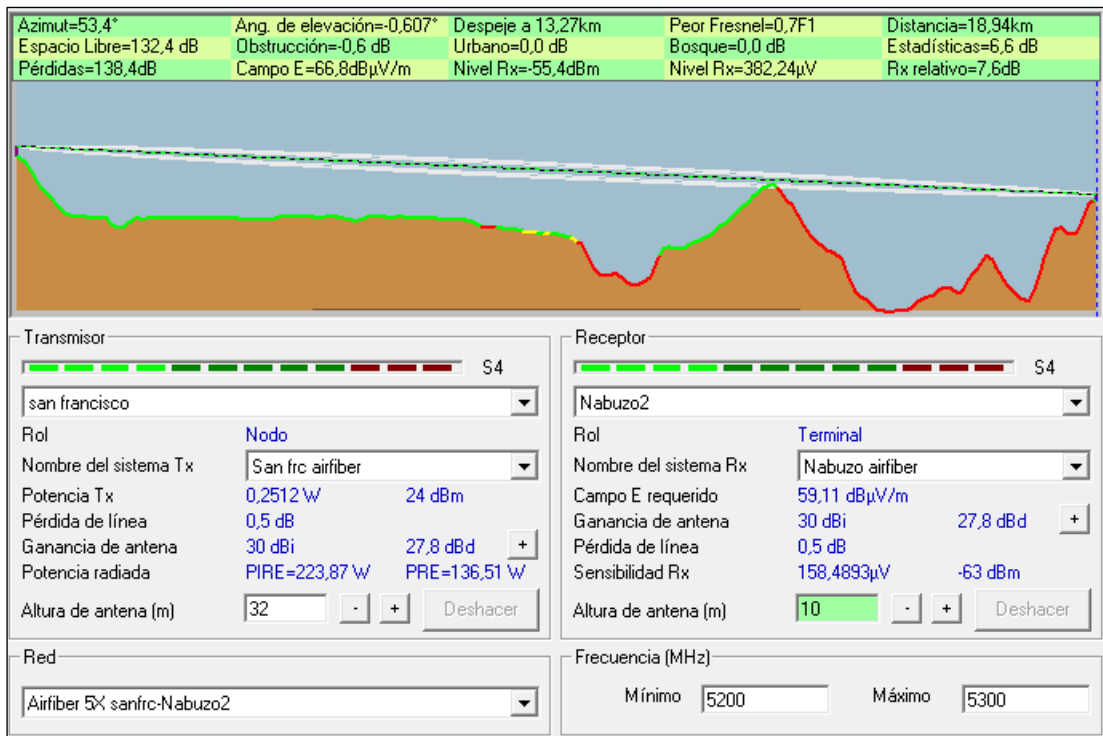 Azimut=53,4° Ang. de elevación=-0,607° Despeje a 13,27km Peor Fresnel=0,7F1 Distancia=18,94km
Espacio Libre=132,4 dB Obstrucción=-0,6 dB Urbano=0,0 dB Bosque=0,0 dB Estadísticas=6,6 dB
Pérdidas=138,4dB Campo E=66,8dBµV/m Nivel Rx=-55,4dBm Nivel Rx=382,24µV Rx relativo=7,6dB
Transmisor
S4
san francisco
Rol Nodo
Nombre del sistema Tx San frc airfiber
Potencia Tx 0,2512 W 24 dBm
Pérdida de línea 0,5 dB
Ganancia de antena 30 dBi 27,8 dBd +
Potencia radiada PIRE=223,87 W PRE=136,51 W
Altura de antena (m) 32 - + Deshacer
Receptor
S4
Nabuzo2
Rol Terminal
Nombre del sistema Rx Nabuzo airfiber
Campo E requerido 59,11 dBµV/m
Ganancia de antena 30 dBi 27,8 dBd +
Pérdida de línea 0,5 dB
Sensibilidad Rx 158,4893µV -63 dBm
Altura de antena (m) 10 - + Deshacer
Red
Airfiber 5X sanfrc-Nabuzo2
Frecuencia (MHz)
Mínimo 5200 Máximo 5300